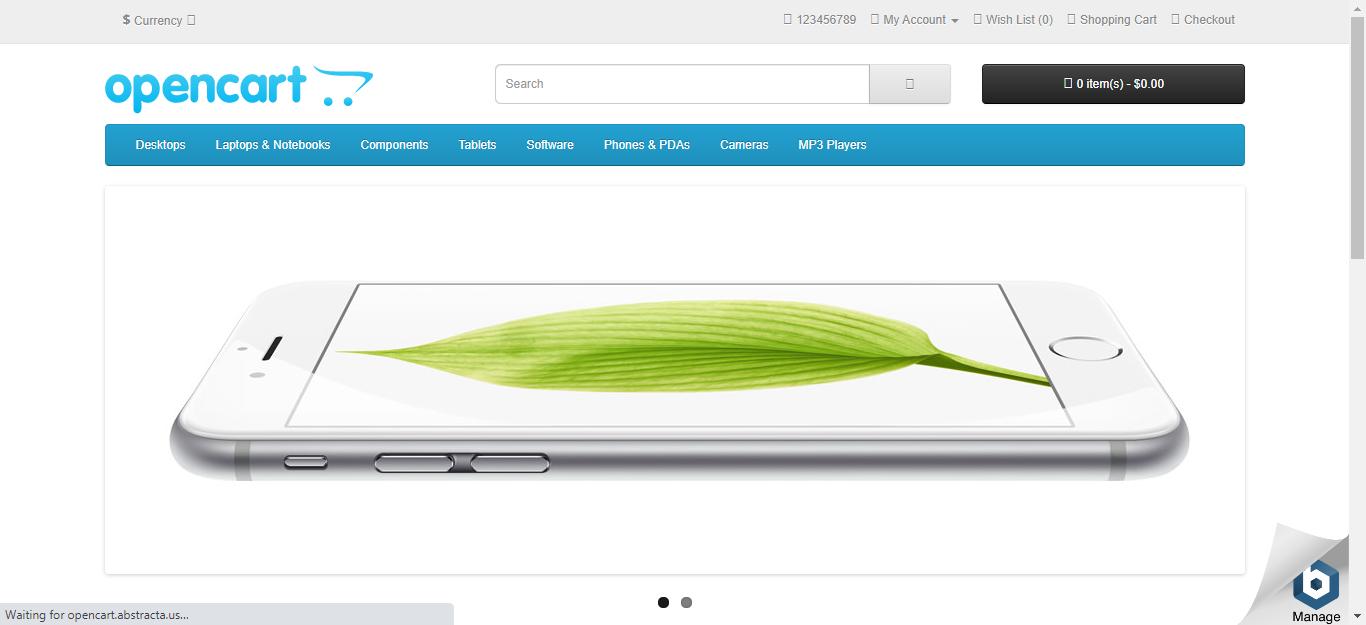 $ Currency
123456789 My Account Wish List (0) Shopping Cart Checkout
opencart
Search
0 item(s) - $0.00
Desktops Laptops & Notebooks Components Tablets Software Phones & PDAs Cameras MP3 Players
Manage
Waiting for opencart.abstracta.us...